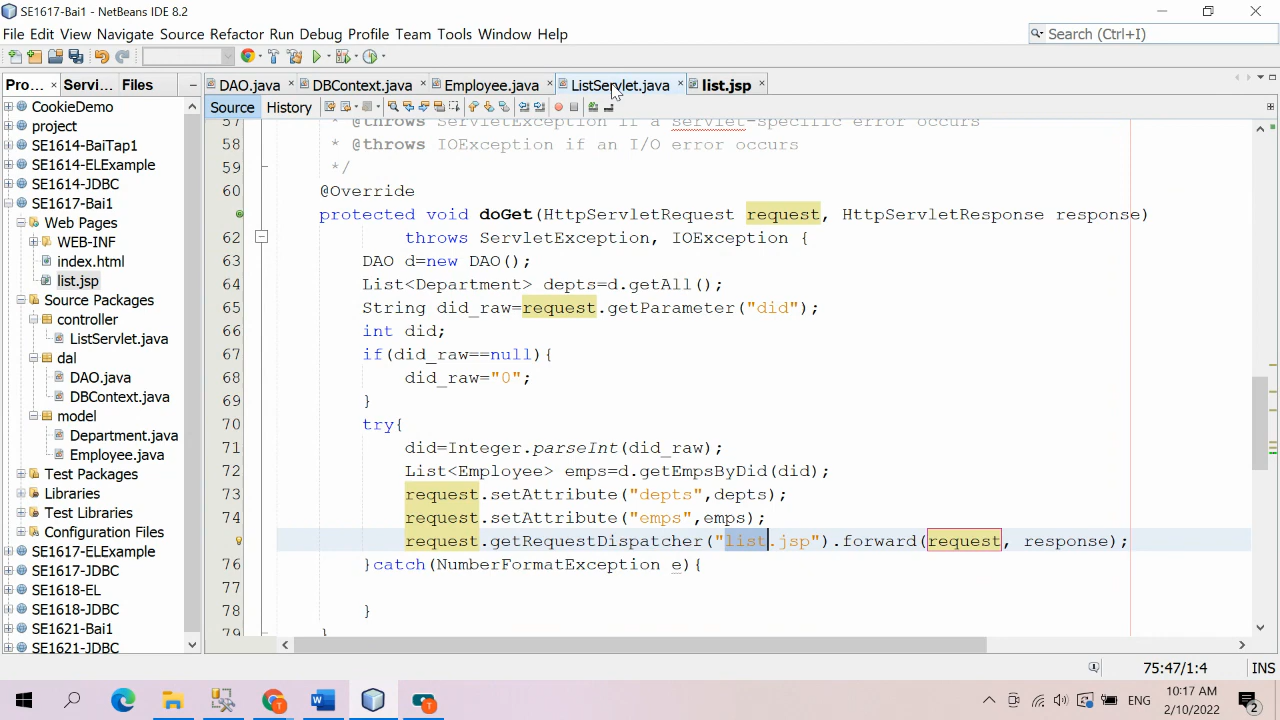 SE1617-Bai1 - NetBeans IDE 8.2
File Edit View Navigate Source Refactor Run Debug Profile Team Tools Window Help
Search (Ctrl+I)
Pro... Servi... Files
DAO.java DBContext.java Employee.java ListServlet.java list.jsp
Source History
CookieDemo
project
SE1614-BaiTap1
SE1614-ELExample
SE1614-JDBC
SE1617-Bai1
Web Pages
WEB-INF
index.html
list.jsp
Source Packages
controller
ListServlet.java
dal
DAO.java
DBContext.java
model
Department.java
Employee.java
Test Packages
Libraries
Test Libraries
Configuration Files
SE1617-ELExample
SE1617-JDBC
SE1618-EL
SE1618-JDBC
SE1621-Bai1
SE1621-JDBC
57 * @throws ServletException if a servlet-specific error occurs
58 * @throws IOException if an I/O error occurs
59 */
60 @Override
protected void doGet(HttpServletRequest request, HttpServletResponse response)
62 throws ServletException, IOException {
63 DAO d=new DAO();
64 List<Department> depts=d.getAll();
65 String did_raw=request.getParameter("did");
66 int did;
67 if(did_raw==null){
68 did_raw="0";
69 }
70 try{
71 did=Integer.parseInt(did_raw);
72 List<Employee> emps=d.getEmpsByDid(did);
73 request.setAttribute("depts",depts);
74 request.setAttribute("emps",emps);
request.getRequestDispatcher("list.jsp").forward(request, response);
76 }catch(NumberFormatException e){
77
78 }
79 }
75:47/1:4 INS
ENG
10:17 AM
2/10/2022
2